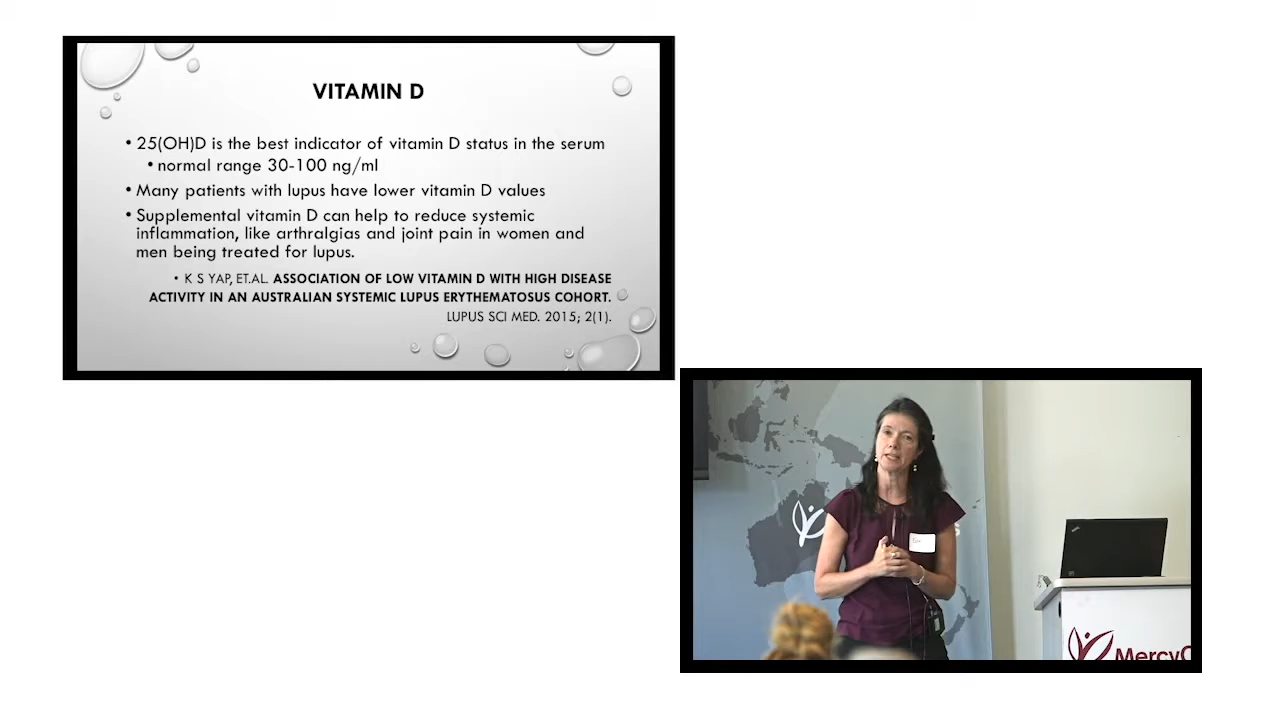 VITAMIN D
• 25(OH)D is the best indicator of vitamin D status in the serum
• normal range 30-100 ng/ml
• Many patients with lupus have lower vitamin D values
• Supplemental vitamin D can help to reduce systemic
inflammation, like arthralgias and joint pain in women and
men being treated for lupus.
• K S YAP, ET.AL. ASSOCIATION OF LOW VITAMIN D WITH HIGH DISEASE
ACTIVITY IN AN AUSTRALIAN SYSTEMIC LUPUS ERYTHEMATOSUS COHORT.
LUPUS SCI MED. 2015; 2(1).
MercyC